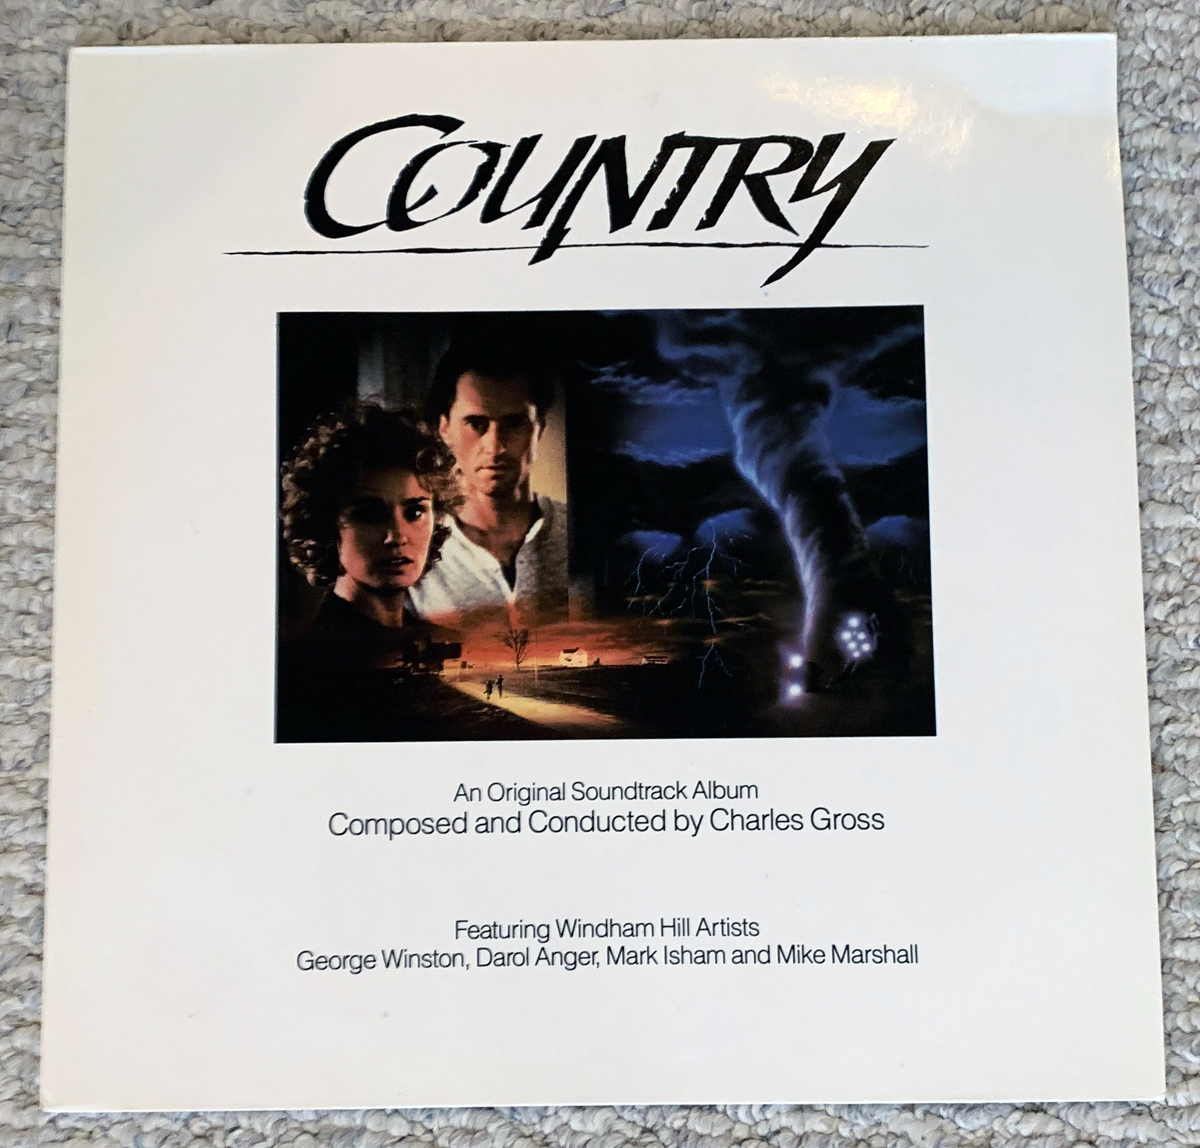 COUNTRY
An Original Soundtrack Album
Composed and Conducted by Charles Gross
Featuring Windham Hill Artists
George Winston, Darol Anger, Mark Isham and Mike Marshall